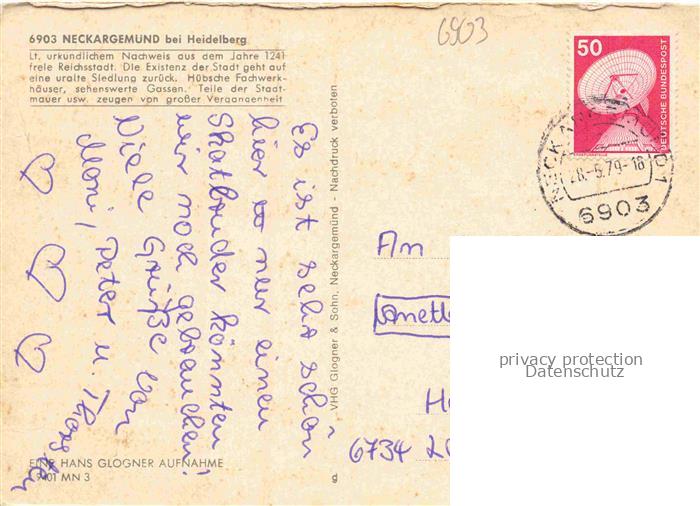 6903 NECKARGEMÜND bei Heidelberg
Lt. urkundlichem Nachweis aus dem Jahre 1241
freie Reichsstadt. Die Existenz der Stadt geht auf
eine uralte Siedlung zurück. Hübsche Fachwerk-
häuser, sehenswerte Gassen. Teile der Stadt-
mauer usw. zeugen von großer Vergangenheit
6903
50
DEUTSCHE BUNDESPOST
-5.79-18
6903
Es ist sehr schön
hier nur einen
Skatbruder könnten
wir noch gebrauchen!
Viele Grüße von
Moni, Peter u. Thorsten
VHG Glogner & Sohn, Neckargemünd - Nachdruck verboten
An
Anett
H
6734
privacy protection
Datenschutz
EINE HANS GLOGNER AUFNAHME
MN 3
g